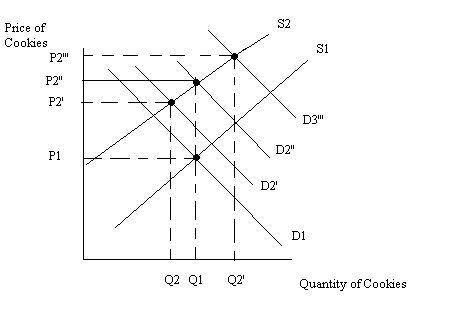 Price of
Cookies
S2
P2'''
S1
P2''
P2'
D3'''
D2''
P1
D2'
D1
Q2 Q1 Q2'
Quantity of Cookies